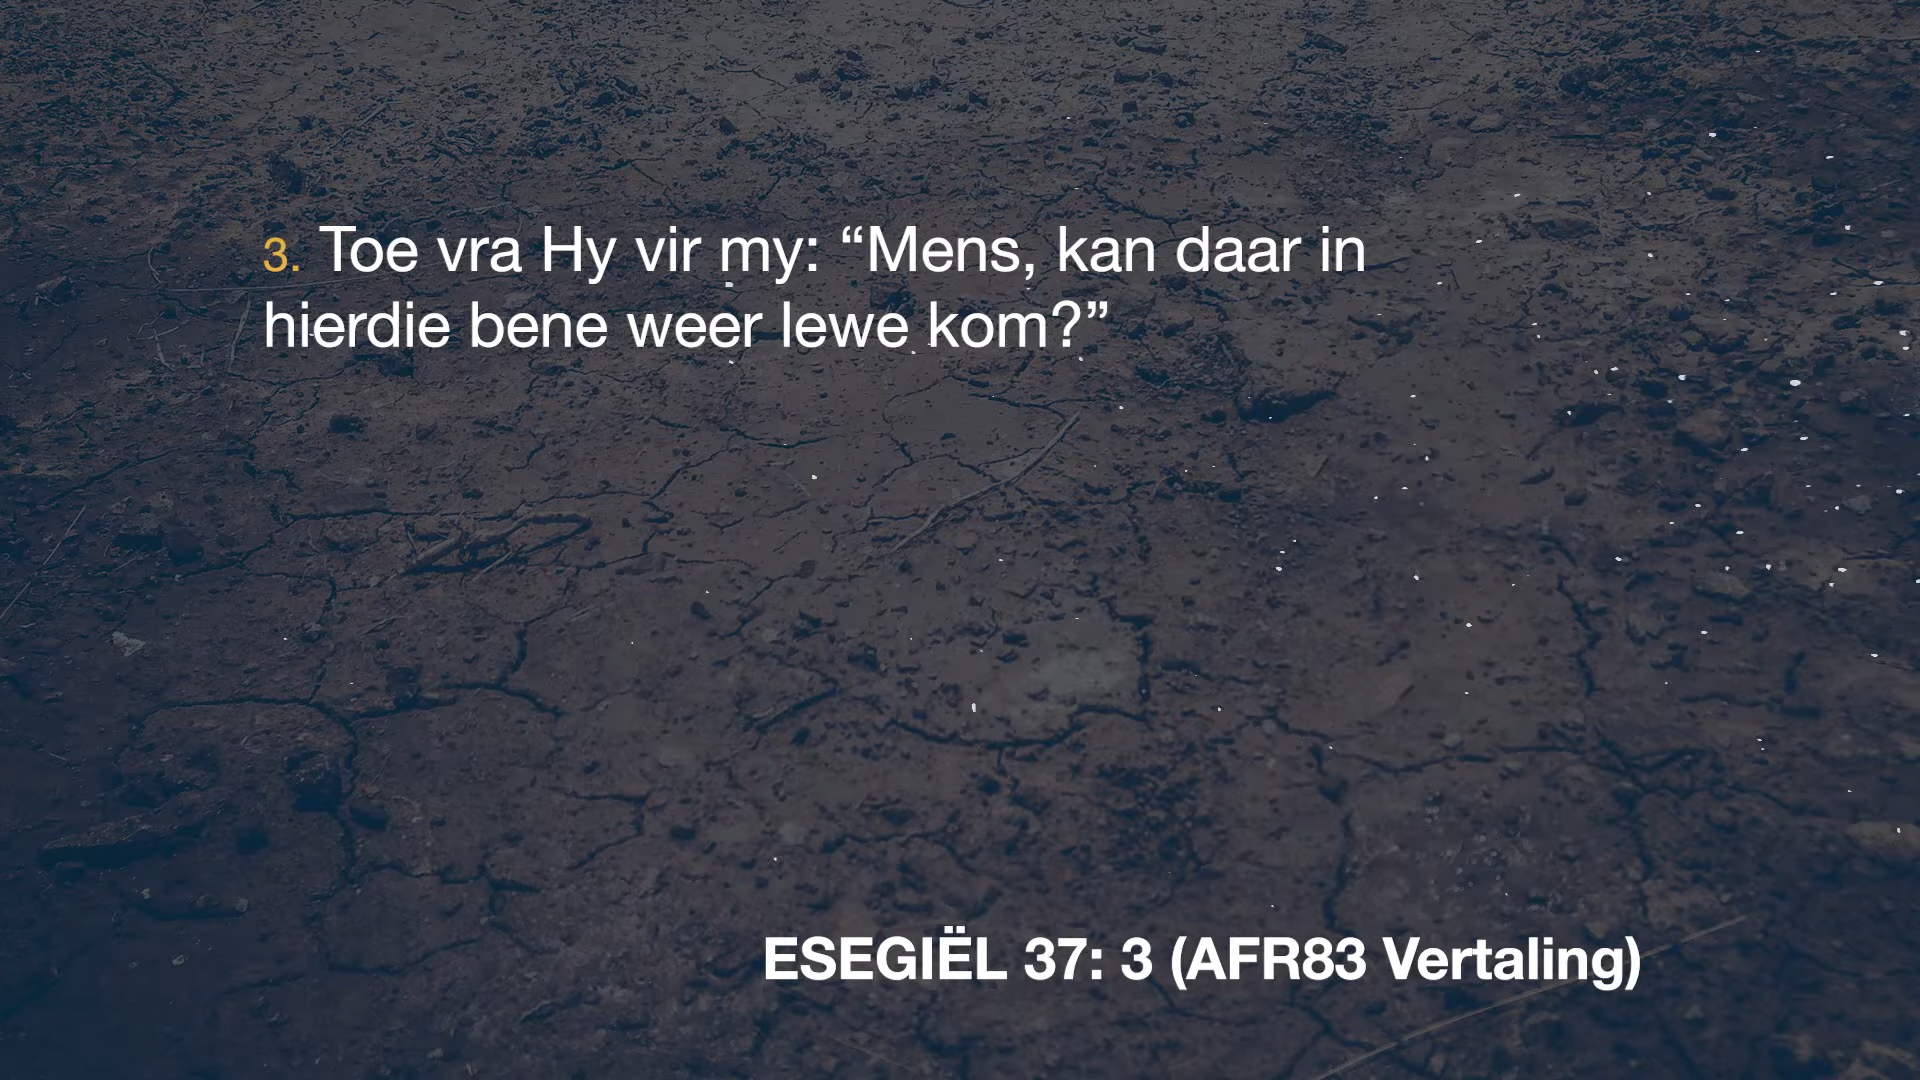 3. Toe vra Hy vir my: “Mens, kan daar in
hierdie bene weer lewe kom?”
ESEGIËL 37: 3 (AFR83 Vertaling)